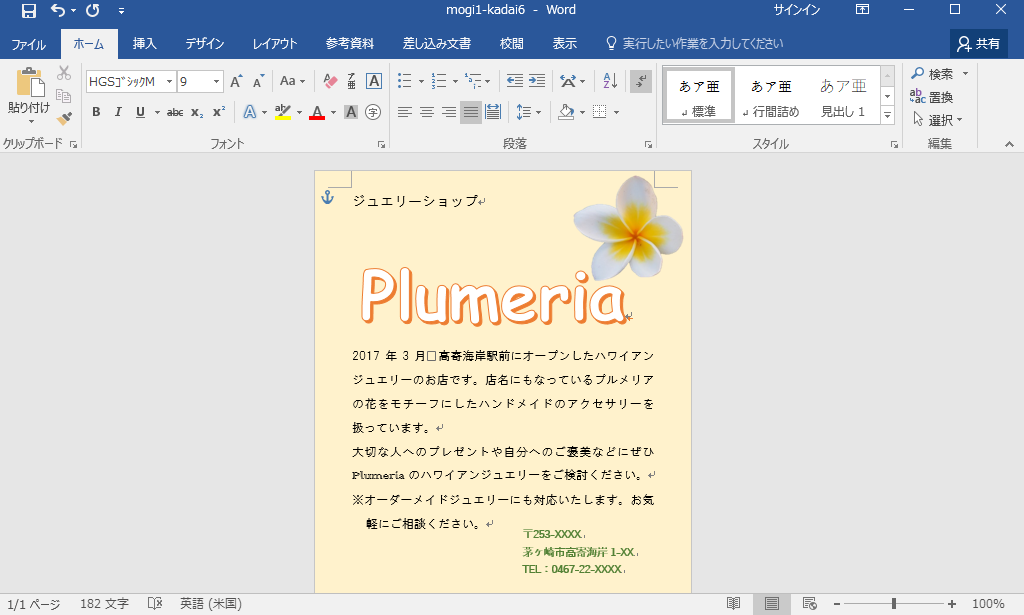 mogi1-kadai6 - Word
サインイン
ファイル ホーム 挿入 デザイン レイアウト 参考資料 差し込み文書 校閲 表示 実行したい作業を入力してください 共有
貼り付け
HGSｺﾞｼｯｸM 9
クリップボード フォント 段落 スタイル 編集
あア亜 あア亜 あア亜
標準 行間詰め 見出し 1
検索
置換
選択
ジュエリーショップ
Plumeria
2017 年 3 月□高寄海岸駅前にオープンしたハワイアン
ジュエリーのお店です。店名にもなっているプルメリア
の花をモチーフにしたハンドメイドのアクセサリーを
扱っています。
大切な人へのプレゼントや自分へのご褒美などにぜひ
Plumeria のハワイアンジュエリーをご検討ください。
※オーダーメイドジュエリーにも対応いたします。お気
軽にご相談ください。
〒253-XXXX
茅ヶ崎市高寄海岸 1-XX
TEL：0467-22-XXXX
1/1 ページ 182 文字 英語 (米国) 100%